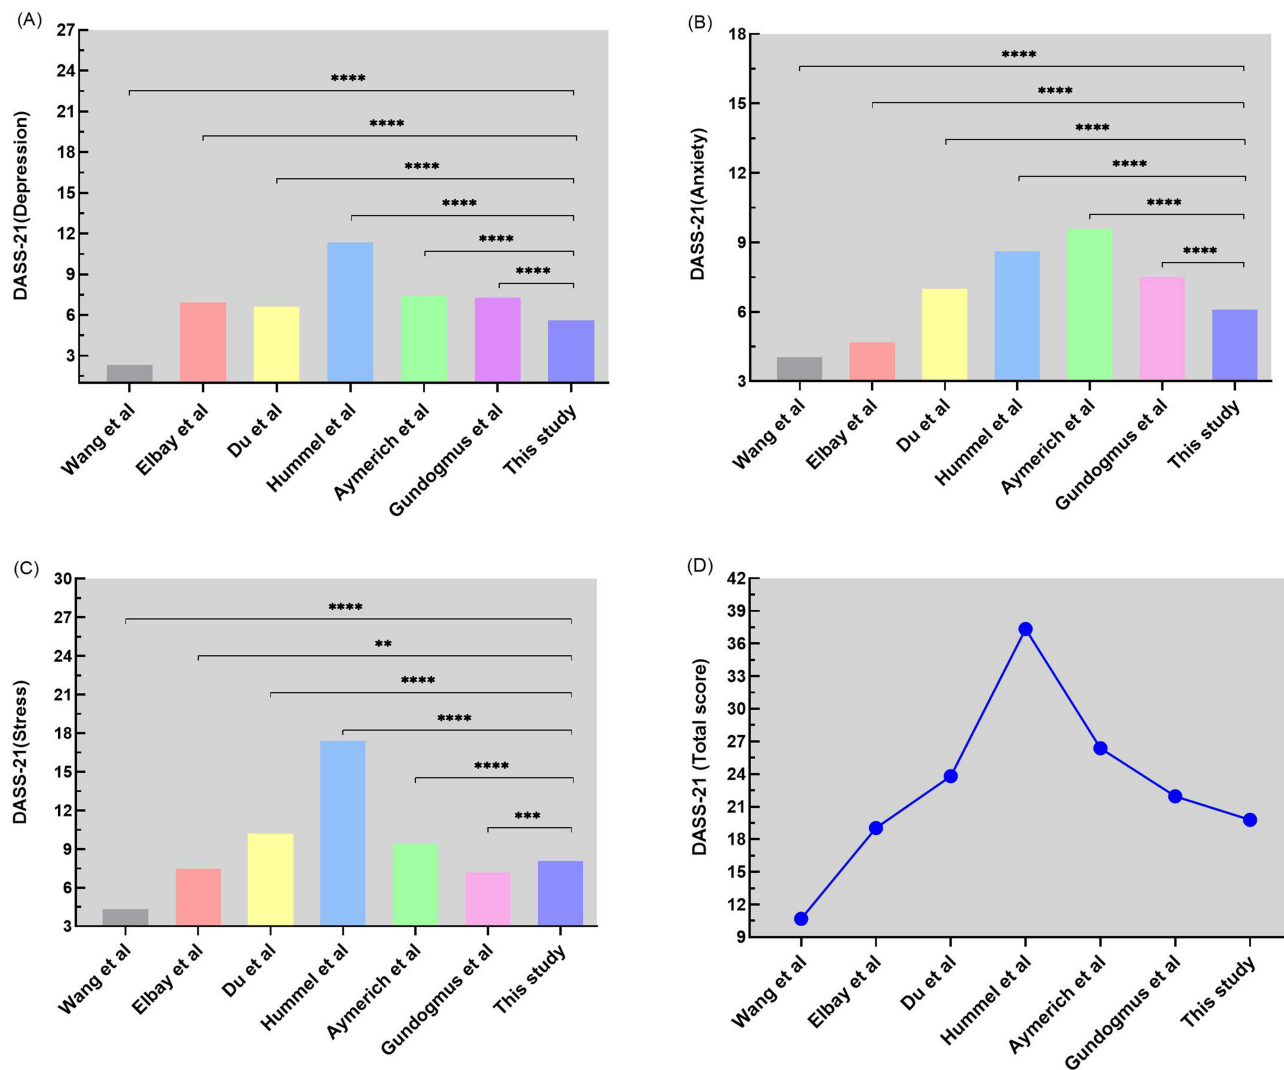 (A)
DASS-21(Depression)
27
24
21
18
15
12
9
6
3
****
****
****
****
****
****
Wang et al
Elbay et al
Du et al
Hummel et al
Aymerich et al
Gundogmus et al
This study
(B)
DASS-21(Anxiety)
18
15
12
9
6
3
****
****
****
****
****
****
Wang et al
Elbay et al
Du et al
Hummel et al
Aymerich et al
Gundogmus et al
This study
(C)
DASS-21(Stress)
30
27
24
21
18
15
12
9
6
3
****
**
****
****
****
***
Wang et al
Elbay et al
Du et al
Hummel et al
Aymerich et al
Gundogmus et al
This study
(D)
DASS-21 (Total score)
42
39
36
33
30
27
24
21
18
15
12
9
Wang et al
Elbay et al
Du et al
Hummel et al
Aymerich et al
Gundogmus et al
This study